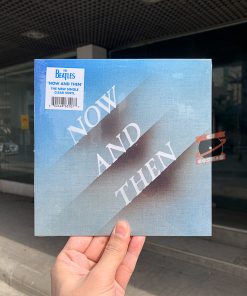 THE
BEATLES
'NOW AND THEN'
THE NEW SINGLE
CLEAR VINYL
NOW
AND
THEN